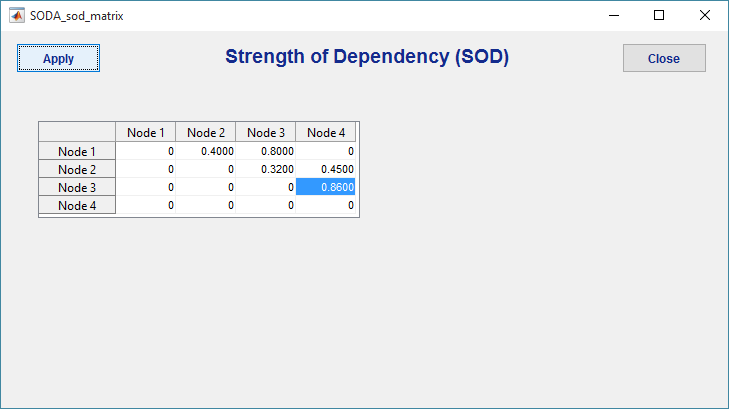 SODA_sod_matrix
Apply
Strength of Dependency (SOD)
Close
Node 1 Node 2 Node 3 Node 4
Node 1 0 0.4000 0.8000 0
Node 2 0 0 0.3200 0.4500
Node 3 0 0 0 0.8600
Node 4 0 0 0 0